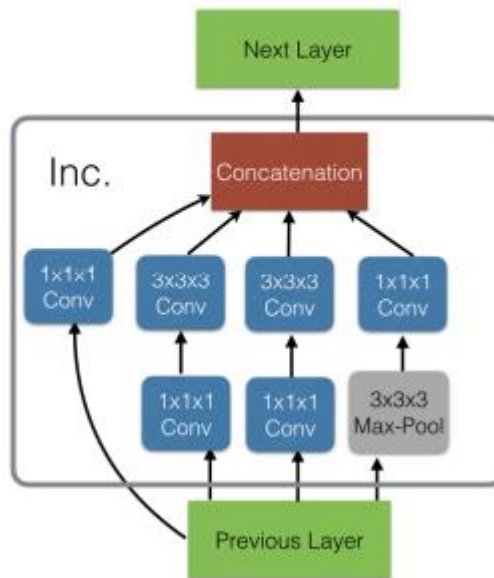 Next Layer
Inc.
Concatenation
1x1x1
Conv
3x3x3
Conv
3x3x3
Conv
1x1x1
Conv
1x1x1
Conv
1x1x1
Conv
3x3x3
Max-Pool
Previous Layer